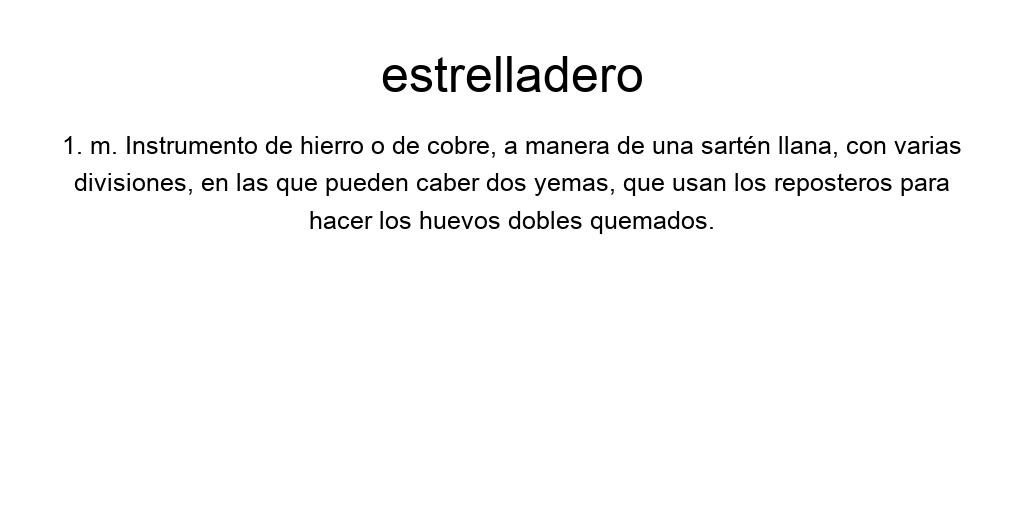 estrelladero
1. m. Instrumento de hierro o de cobre, a manera de una sartén llana, con varias
divisiones, en las que pueden caber dos yemas, que usan los reposteros para
hacer los huevos dobles quemados.